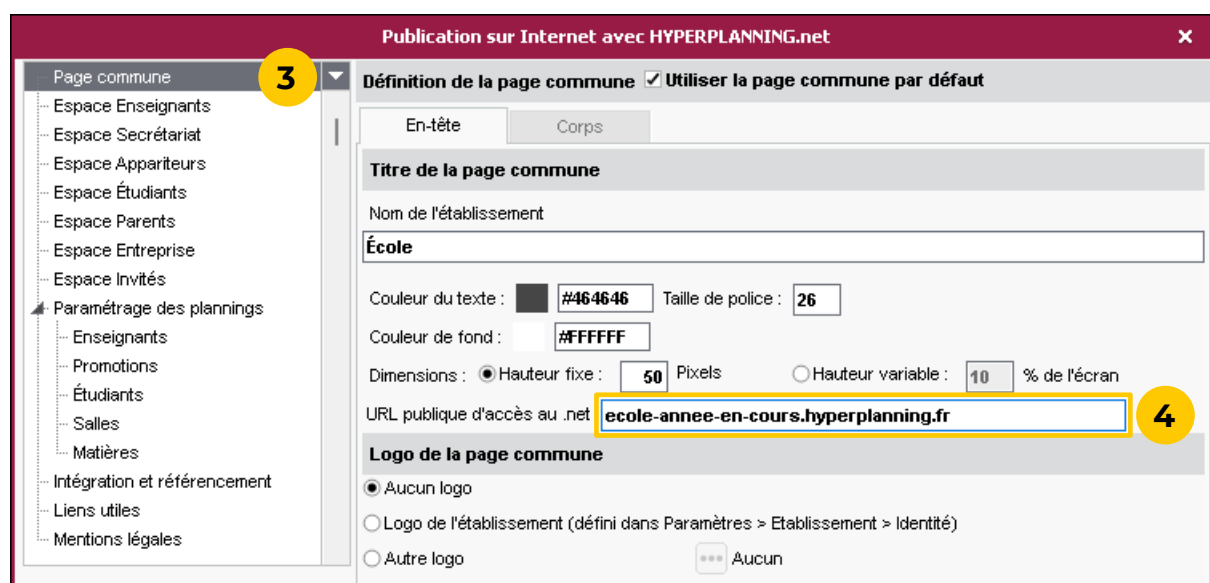 Publication sur Internet avec HYPERPLANNING.net
Page commune
3
Espace Enseignants
Espace Secrétariat
Espace Appariteurs
Espace Étudiants
Espace Parents
Espace Entreprise
Espace Invités
Paramétrage des plannings
Enseignants
Promotions
Étudiants
Salles
Matières
Intégration et référencement
Liens utiles
Mentions légales
Définition de la page commune Utiliser la page commune par défaut
En-tête Corps
Titre de la page commune
Nom de l'établissement
École
Couleur du texte : #464646 Taille de police : 26
Couleur de fond : #FFFFFF
Dimensions : Hauteur fixe : 50 Pixels Hauteur variable : 10 % de l'écran
URL publique d'accès au .net ecole-annee-en-cours.hyperplanning.fr 4
Logo de la page commune
Aucun logo
Logo de l'établissement (défini dans Paramètres > Etablissement > Identité)
Autre logo ... Aucun